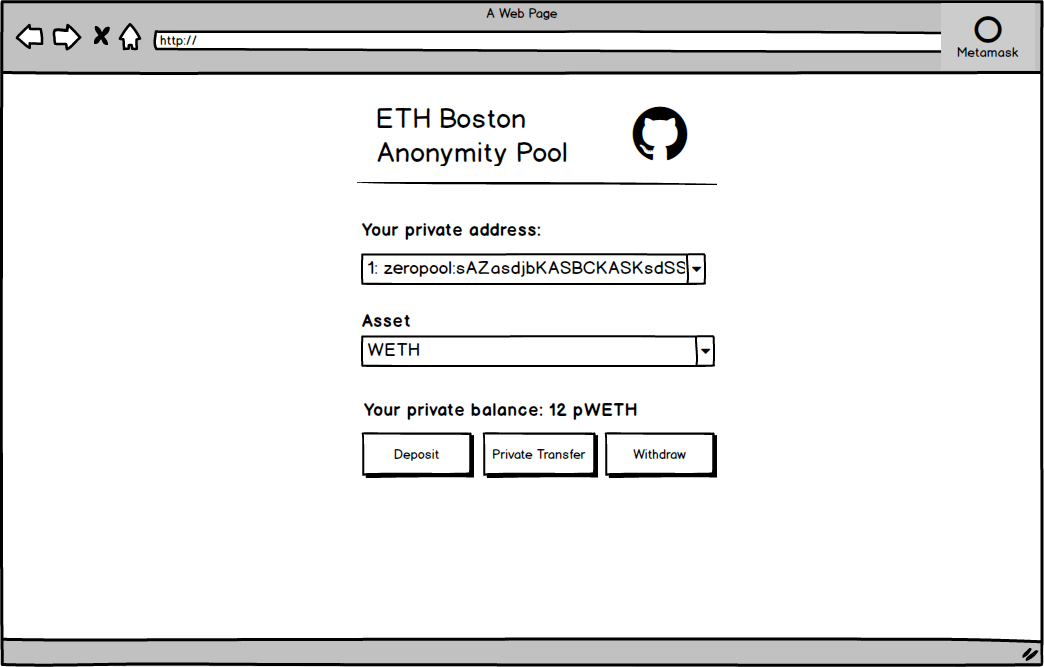 A Web Page
http://
Metamask
ETH Boston
Anonymity Pool
Your private address:
1: zeropool:sAZasdjbKASBCKASKsdSS
Asset
WETH
Your private balance: 12 pWETH
Deposit
Private Transfer
Withdraw